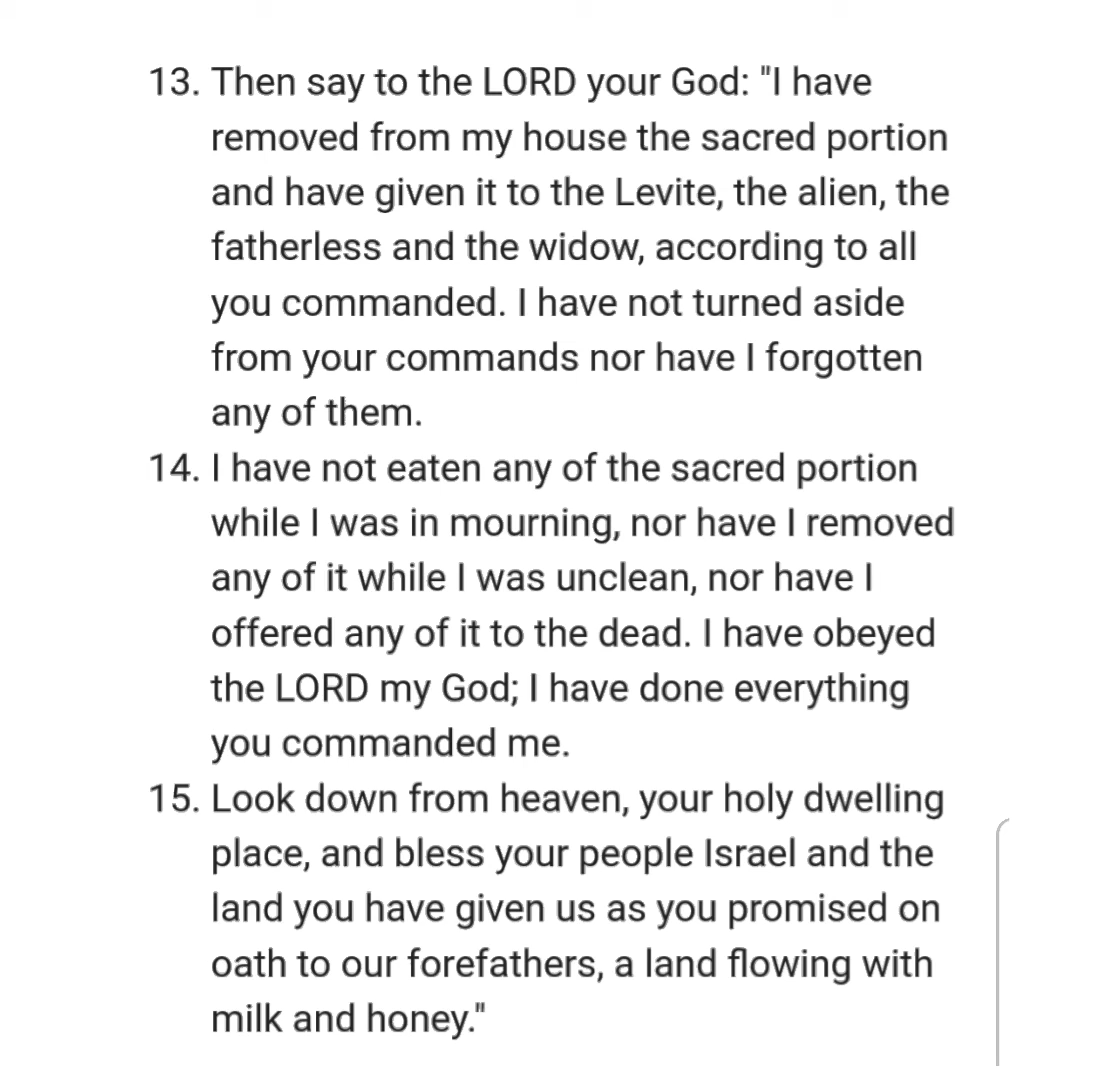 13. Then say to the LORD your God: "I have
removed from my house the sacred portion
and have given it to the Levite, the alien, the
fatherless and the widow, according to all
you commanded. I have not turned aside
from your commands nor have I forgotten
any of them.
14. I have not eaten any of the sacred portion
while I was in mourning, nor have I removed
any of it while I was unclean, nor have I
offered any of it to the dead. I have obeyed
the LORD my God; I have done everything
you commanded me.
15. Look down from heaven, your holy dwelling
place, and bless your people Israel and the
land you have given us as you promised on
oath to our forefathers, a land flowing with
milk and honey."